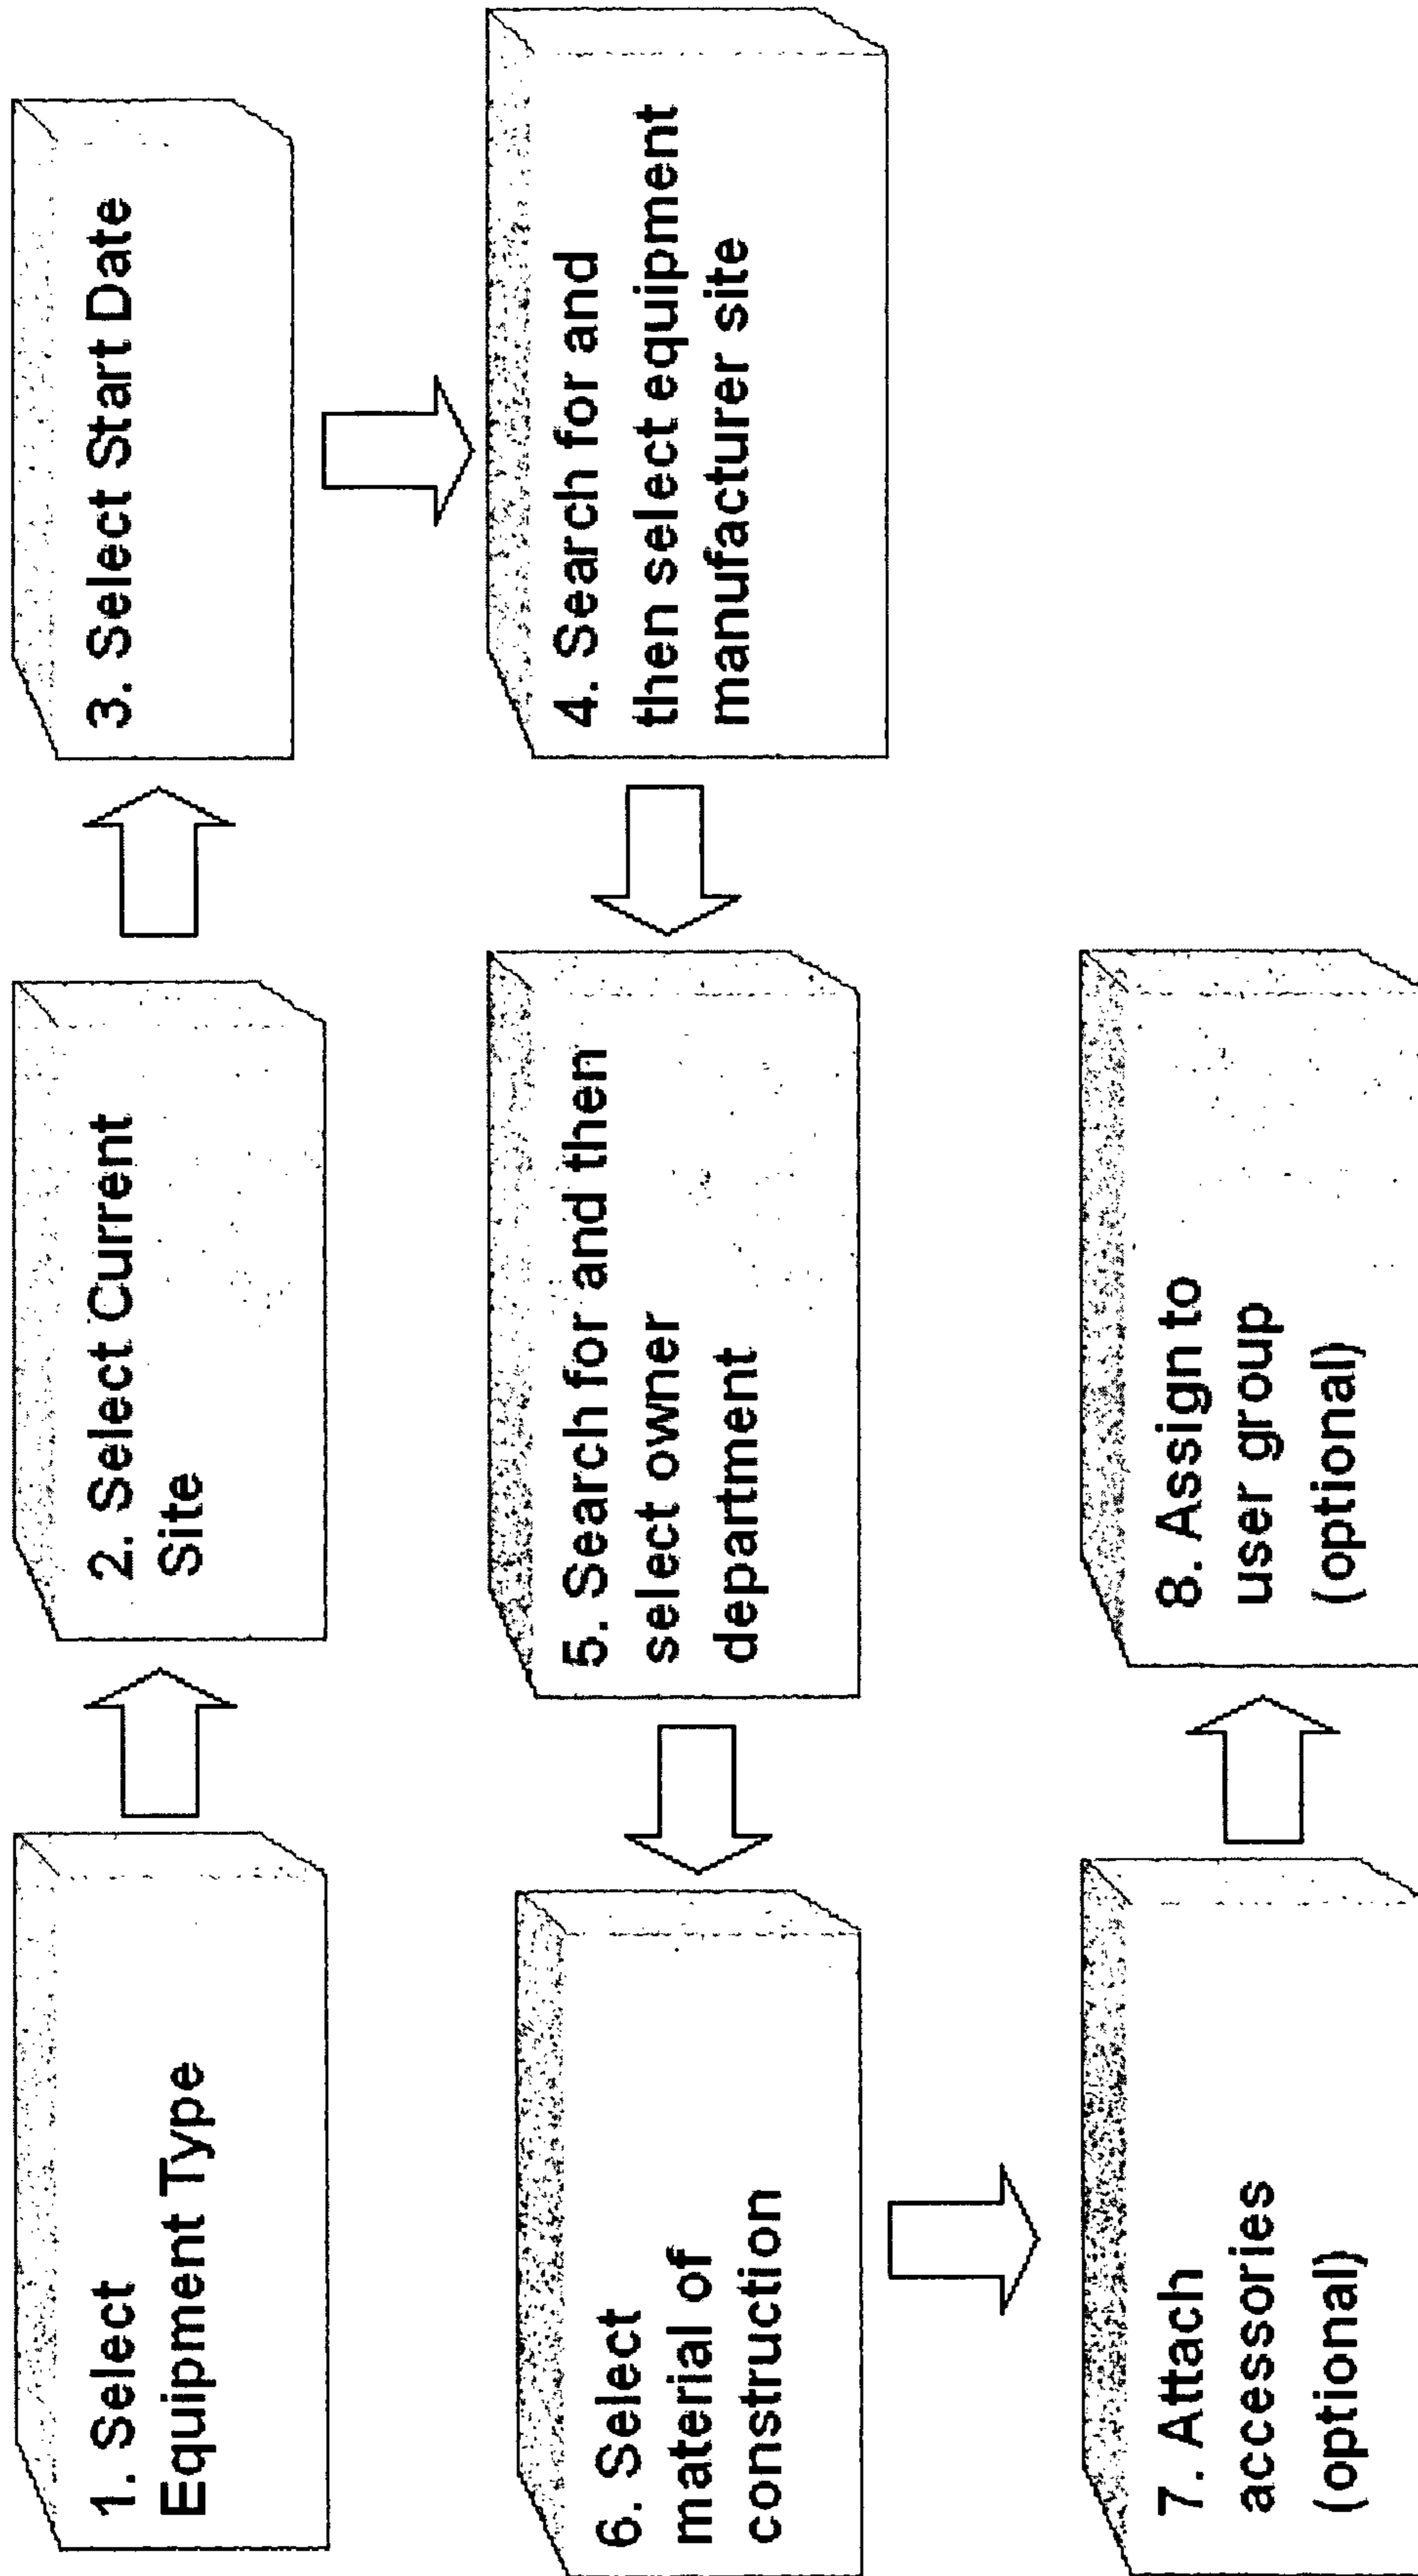 1. Select
Equipment Type
2. Select Current
Site
3. Select Start Date
4. Search for and
then select equipment
manufacturer site
5. Search for and then
select owner
department
6. Select
material of
construction
7. Attach
accessories
(optional)
8. Assign to
user group
(optional)